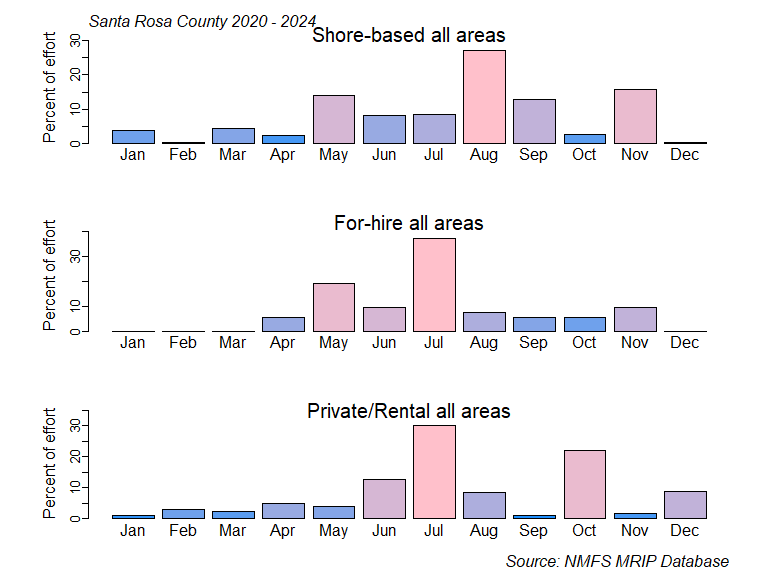 Santa Rosa County 2020 - 2024
Shore-based all areas
Percent of effort
30
20
10
0
Jan Feb Mar Apr May Jun Jul Aug Sep Oct Nov Dec
For-hire all areas
Percent of effort
30
10
0
Jan Feb Mar Apr May Jun Jul Aug Sep Oct Nov Dec
Private/Rental all areas
Percent of effort
30
20
10
0
Jan Feb Mar Apr May Jun Jul Aug Sep Oct Nov Dec
Source: NMFS MRIP Database